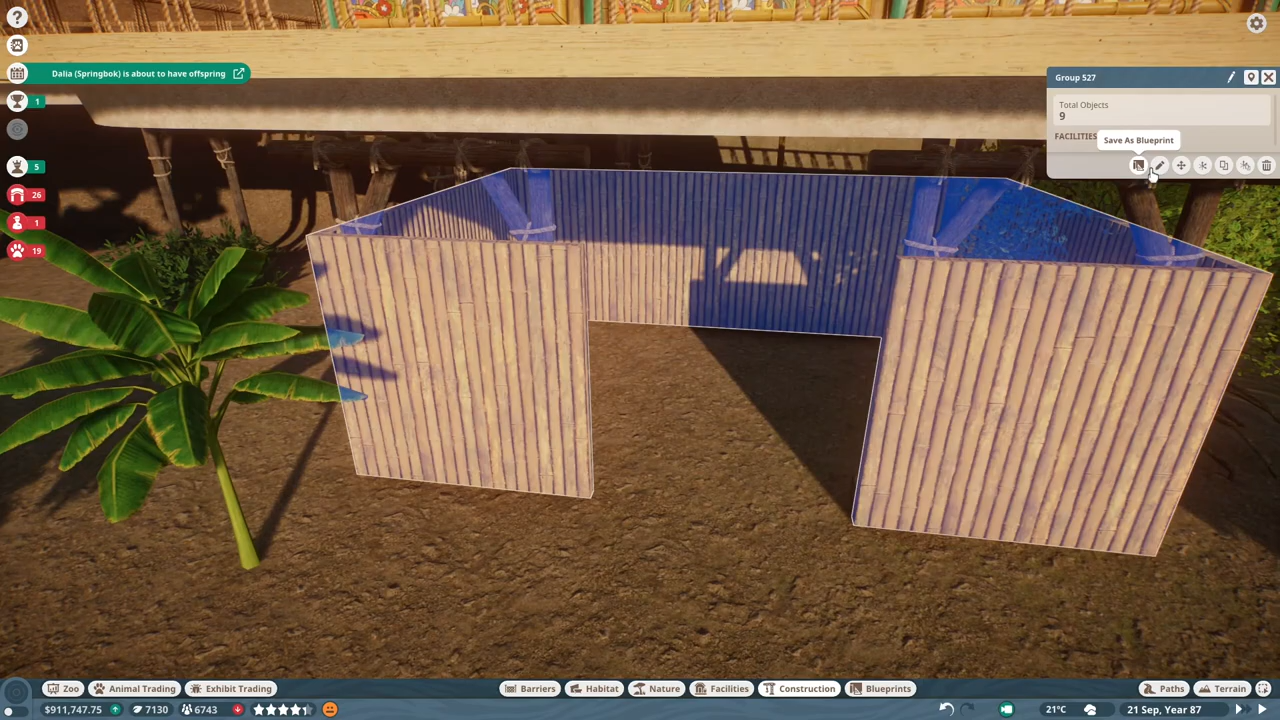 ?
Dalia (Springbok) is about to have offspring
1
5
26
1
19
Group 527
Total Objects
9
FACILITIES
Save As Blueprint
Zoo
Animal Trading
Exhibit Trading
Barriers
Habitat
Nature
Facilities
Construction
Blueprints
Paths
Terrain
$911,747.75
7130
6743
21°C
21 Sep, Year 87